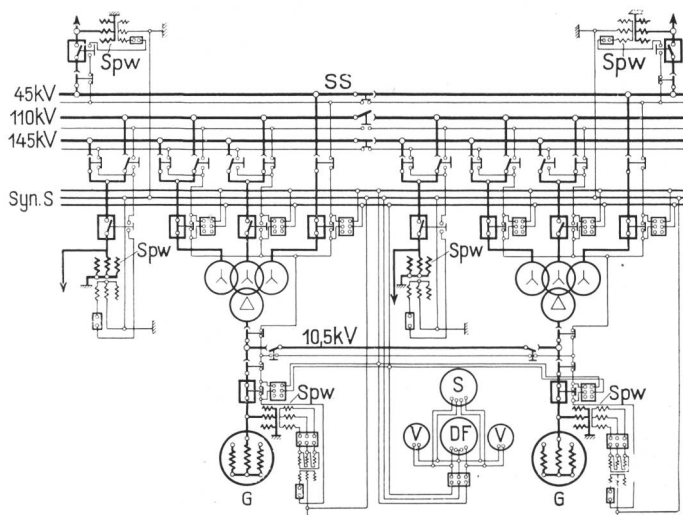 Spw
Spw
SS
45kV
110kV
145kV
Syn.S
Spw
Spw
10,5kV
Spw
S
Spw
V
DF
V
G
G